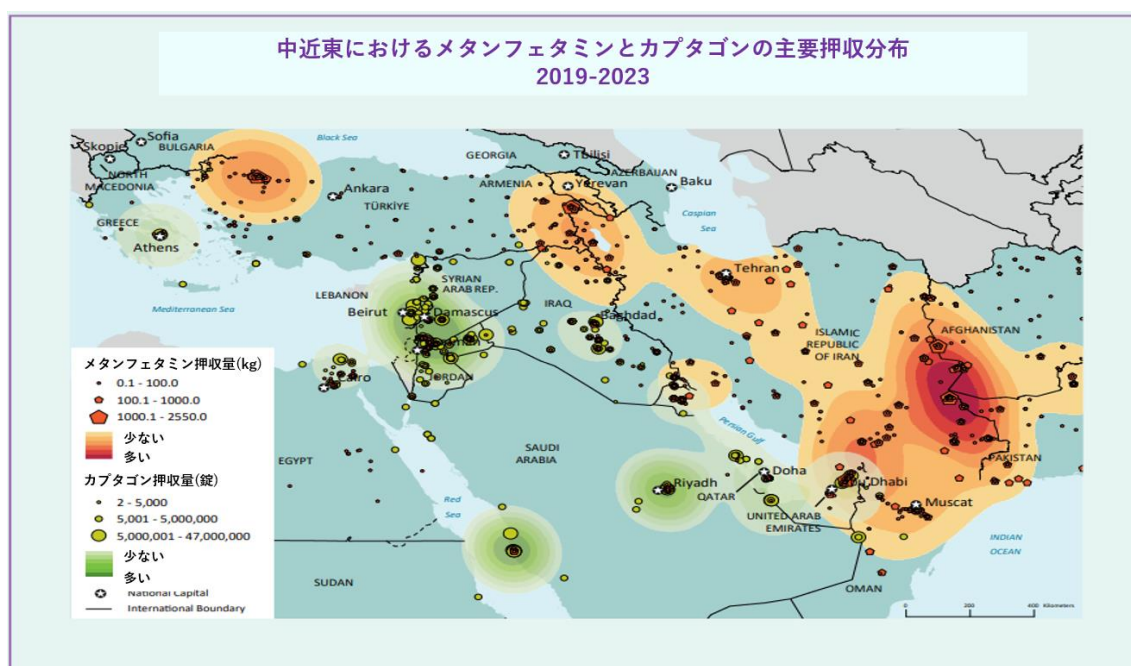 中近東におけるメタンフェタミンとカプタゴンの主要押収分布
2019-2023
Black Sea
Sofia
BULGARIA
Skopje
NORTH
MACEDONIA
GREECE
Athens
Ankara
TÜRKİYE
GEORGIA
Tbilisi
ARMENIA
AZERBAIJAN
Yerevan
Baku
Caspian
Sea
Tehran
Mediterranean Sea
LEBANON
Beirut
SYRIAN
ARAB REP.
Damascus
IRAQ
Baghdad
ISLAMIC
REPUBLIC
OF IRAN
AFGHANISTAN
JORDAN
Cairo
EGYPT
SAUDI
ARABIA
Persian Gulf
Riyadh
Doha
QATAR
Abu Dhabi
UNITED ARAB
EMIRATES
Muscat
PAKISTAN
Red
Sea
INDIAN
OCEAN
SUDAN
OMAN
メタンフェタミン押収量(kg)
0.1 - 100.0
100.1 - 1000.0
1000.1 - 2550.0
少ない
多い
カプタゴン押収量(錠)
2 - 5,000
5,001 - 5,000,000
5,000,001 - 47,000,000
少ない
多い
National Capital
International Boundary
0 200 400 Kilometers